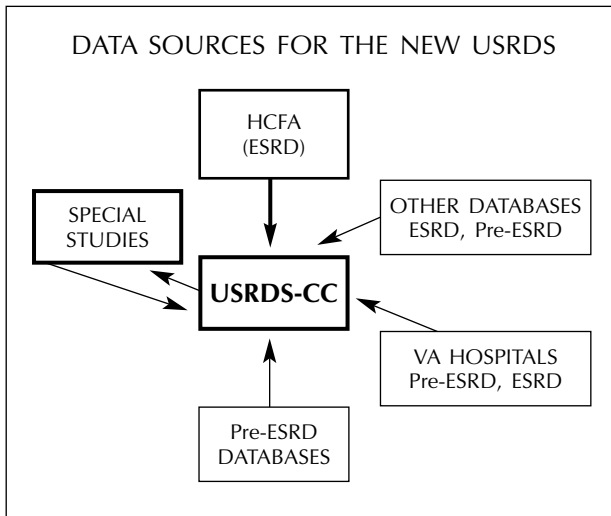 DATA SOURCES FOR THE NEW USRDS
HCFA
(ESRD)
SPECIAL
STUDIES
OTHER DATABASES
ESRD, Pre-ESRD
USRDS-CC
VA HOSPITALS
Pre-ESRD, ESRD
Pre-ESRD
DATABASES